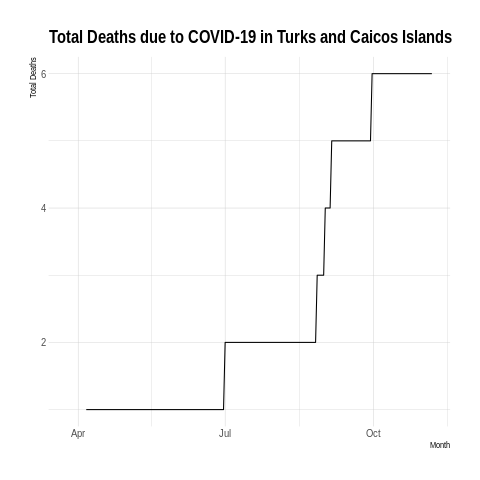 Total Deaths due to COVID-19 in Turks and Caicos Islands
Total Deaths
6
4
2
Apr Jul Oct
Month